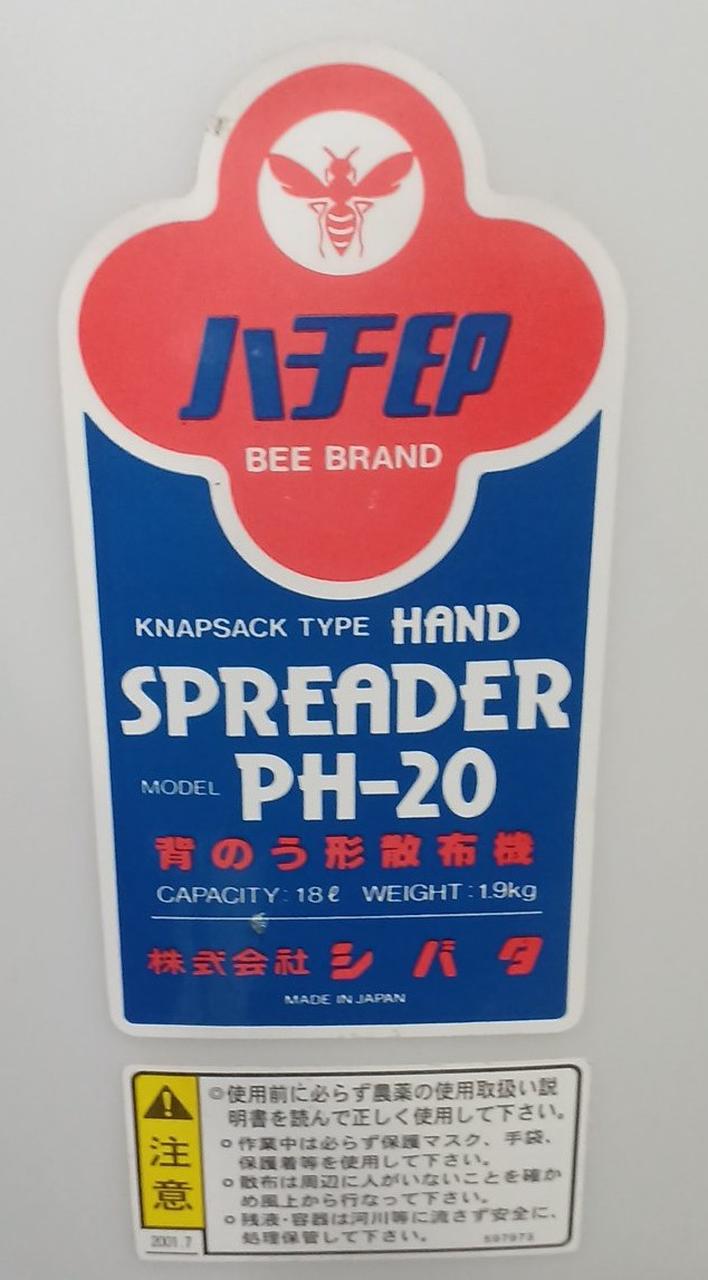 ハチ印
BEE BRAND
KNAPSACK TYPE HAND
SPREADER
MODEL PH-20
背のう形散布機
CAPACITY: 18ℓ WEIGHT: 1.9kg
株式会社 シバタ
MADE IN JAPAN
注意
2001.7
◎使用前に必らず農薬の使用取扱い説
明書を読んで正しく使用して下さい。
○作業中は必らず保護マスク、手袋、
保護着等を使用して下さい。
○散布は周辺に人がいないことを確か
め風上から行なって下さい。
○残液・容器は河川等に流さず安全に、
処理保管して下さい。